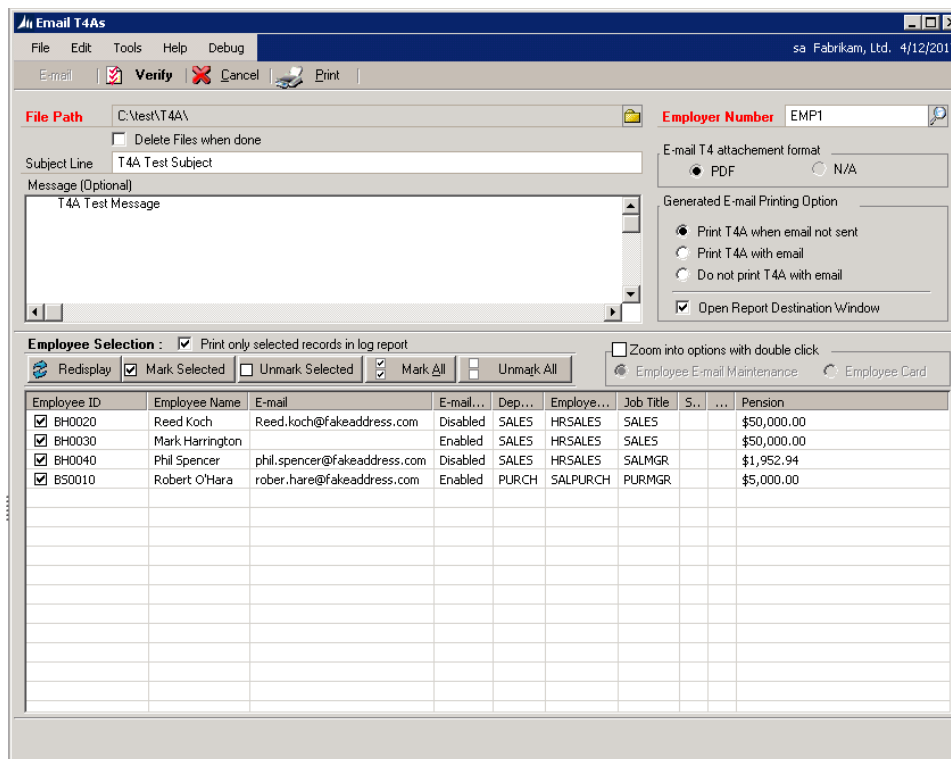 Email T4As
File Edit Tools Help Debug sa Fabrikam, Ltd. 4/12/201
E-mail Verify Cancel Print
File Path C:\test\T4A\ Employer Number EMP1
Delete Files when done
Subject Line T4A Test Subject
E-mail T4 attachement format
PDF N/A
Message (Optional)
T4A Test Message
Generated E-mail Printing Option
Print T4A when email not sent
Print T4A with email
Do not print T4A with email
Open Report Destination Window
Employee Selection : Print only selected records in log report
Zoom into options with double click
Redisplay Mark Selected Unmark Selected Mark All Unmark All
Employee E-mail Maintenance Employee Card
Employee ID Employee Name E-mail E-mail... Dep... Employe... Job Title S... ... Pension
BH0020 Reed Koch Reed.koch@fakeaddress.com Disabled SALES HRSALES SALES $50,000.00
BH0030 Mark Harrington Enabled SALES HRSALES SALES $50,000.00
BH0040 Phil Spencer phil.spencer@fakeaddress.com Disabled SALES HRSALES SALMGR $1,952.94
BS0010 Robert O'Hara rober.hare@fakeaddress.com Enabled PURCH SALPURCH PURMGR $5,000.00